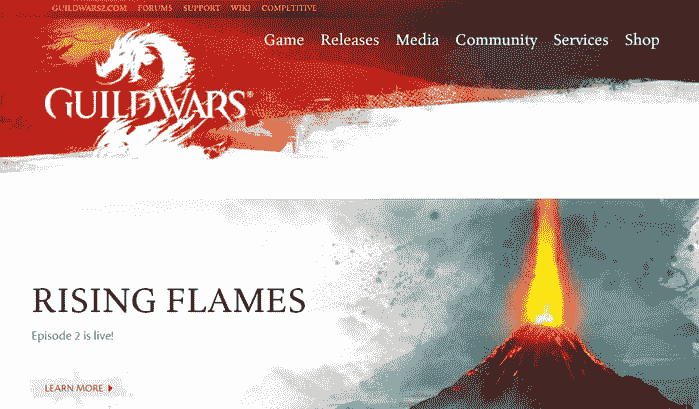 GUILDWARS2.COM FORUMS SUPPORT WIKI COMPETITIVE
Game Releases Media Community Services Shop
GUILDWARS®
RISING FLAMES
Episode 2 is live!
LEARN MORE